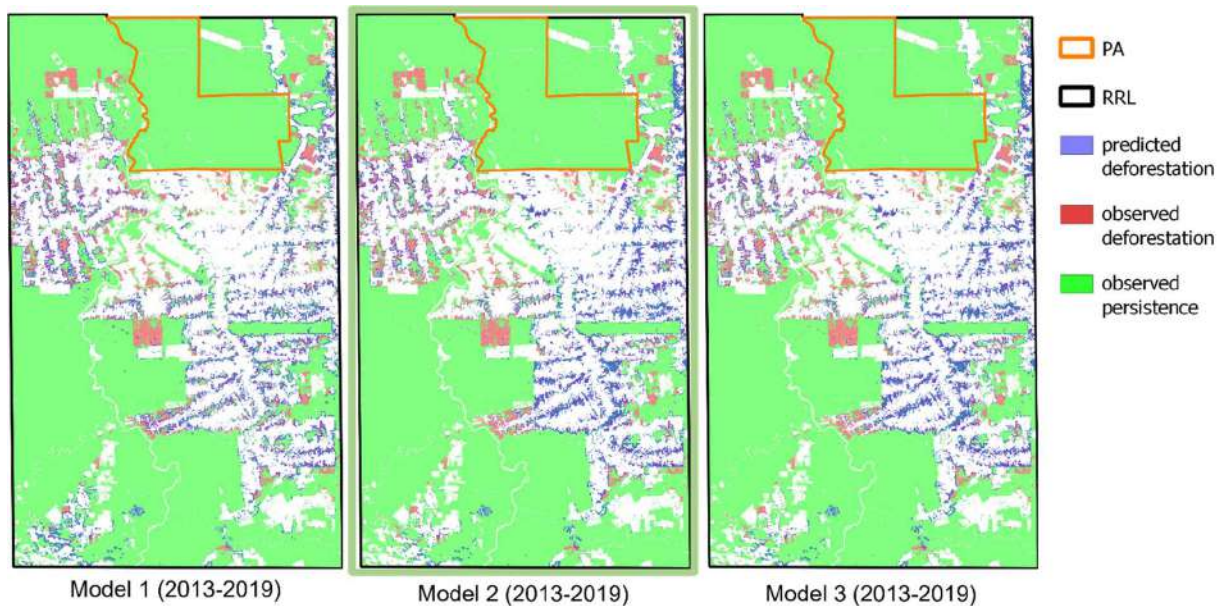 PA
RRL
predicted
deforestation
observed
deforestation
observed
persistence
Model 1 (2013-2019)
Model 2 (2013-2019)
Model 3 (2013-2019)